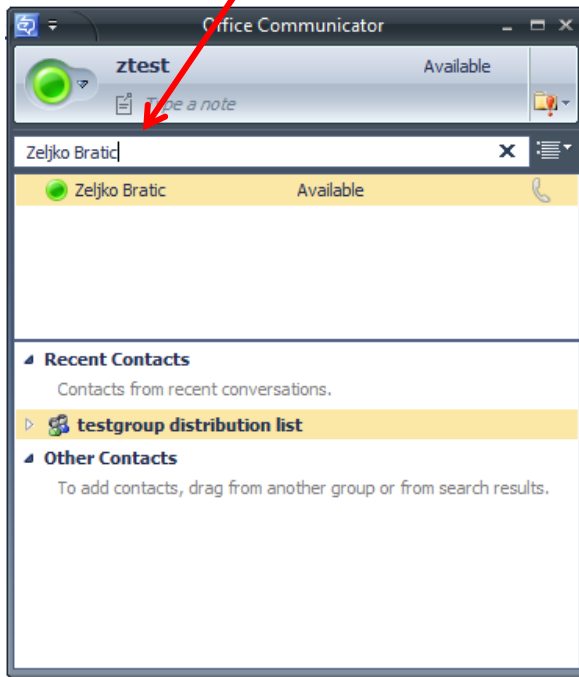 Office Communicator
ztest Available
Type a note
Zeljko Bratic
Zeljko Bratic Available
Recent Contacts
Contacts from recent conversations.
testgroup distribution list
Other Contacts
To add contacts, drag from another group or from search results.